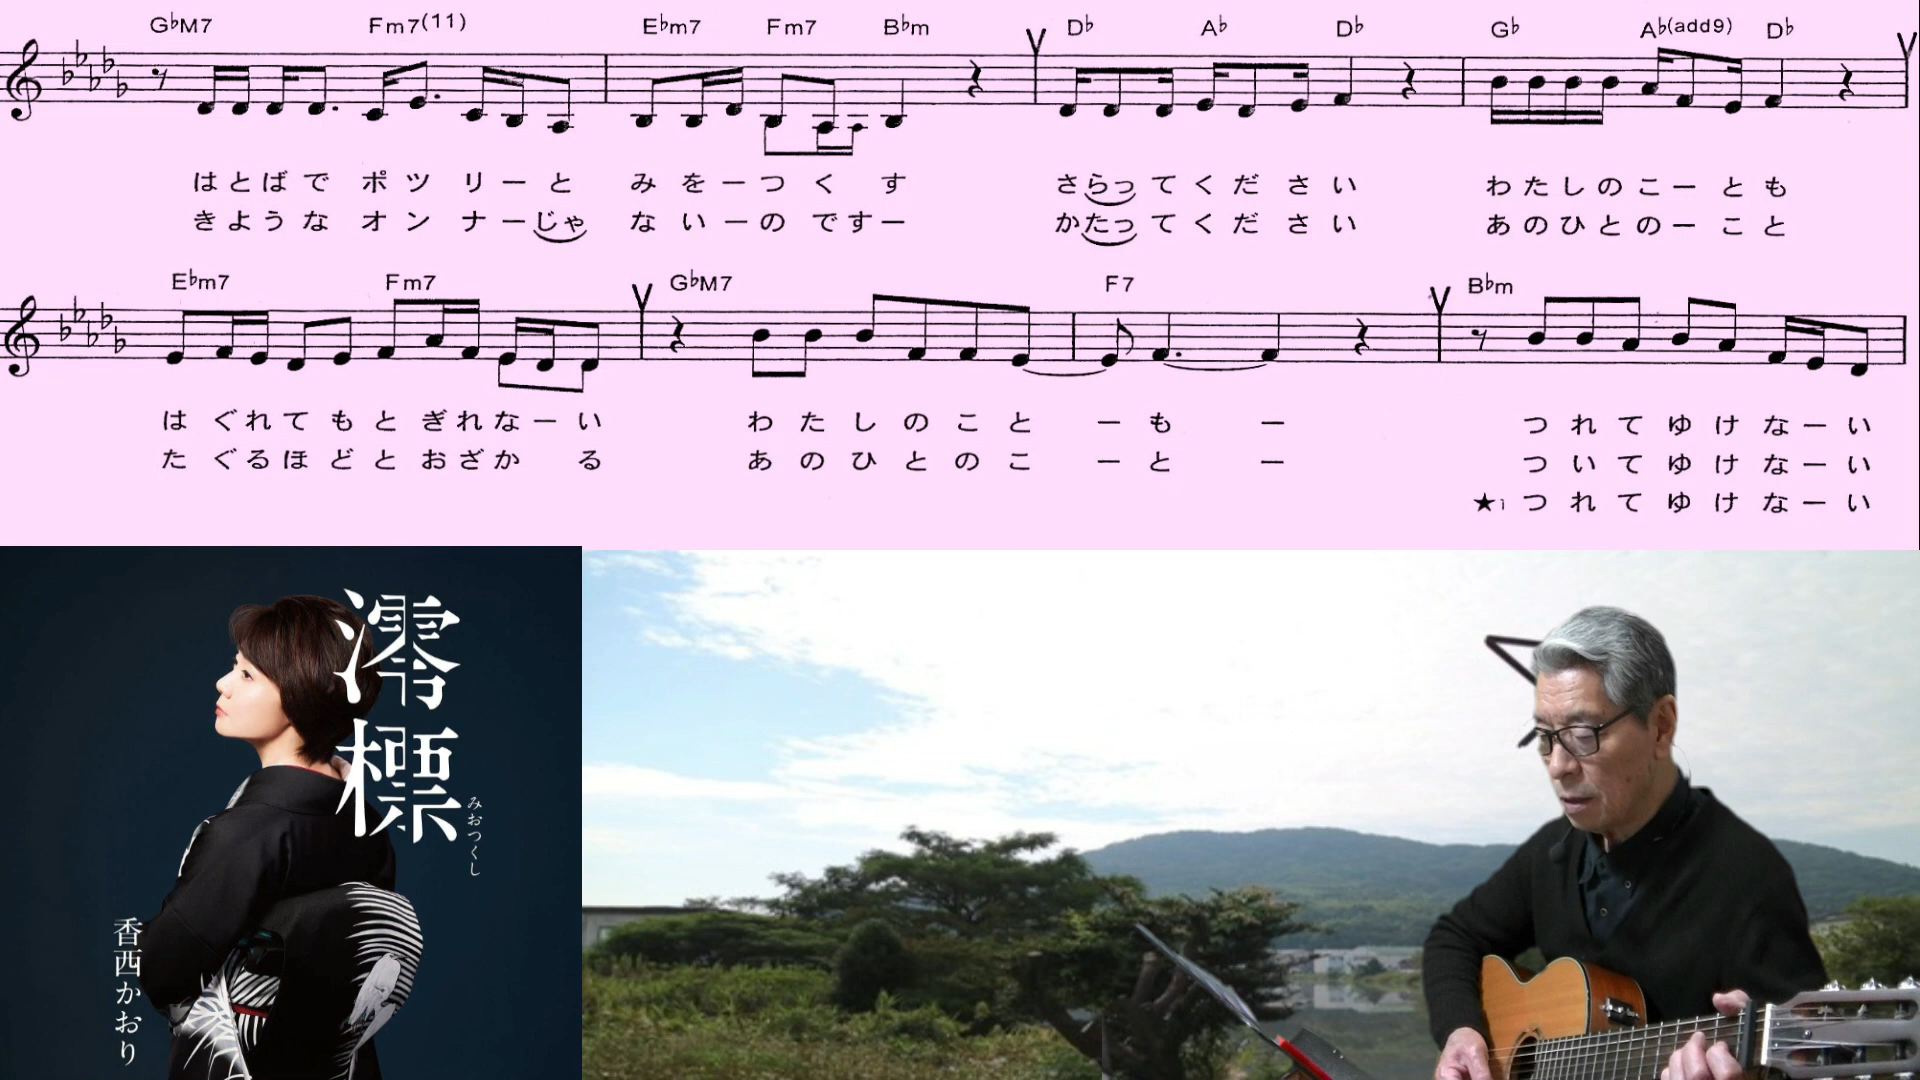 G♭M7 Fm7(11) E♭m7 Fm7 B♭m D♭ A♭ D♭ G♭ A♭(add9) D♭
はとばで ポツリーと みをーつくす さらってください わたしのこーとも
きような オンナーじゃ ないーのですー かたってください あのひとのーこと
E♭m7 Fm7 G♭M7 F7 B♭m
はぐれてもとぎれなーい わたしのことーもー つれてゆけなーい
たぐるほどとおざかる あのひとのこーとー ついてゆけなーい
★1 つれてゆけなーい
澪標
みおつくし
香西かおり